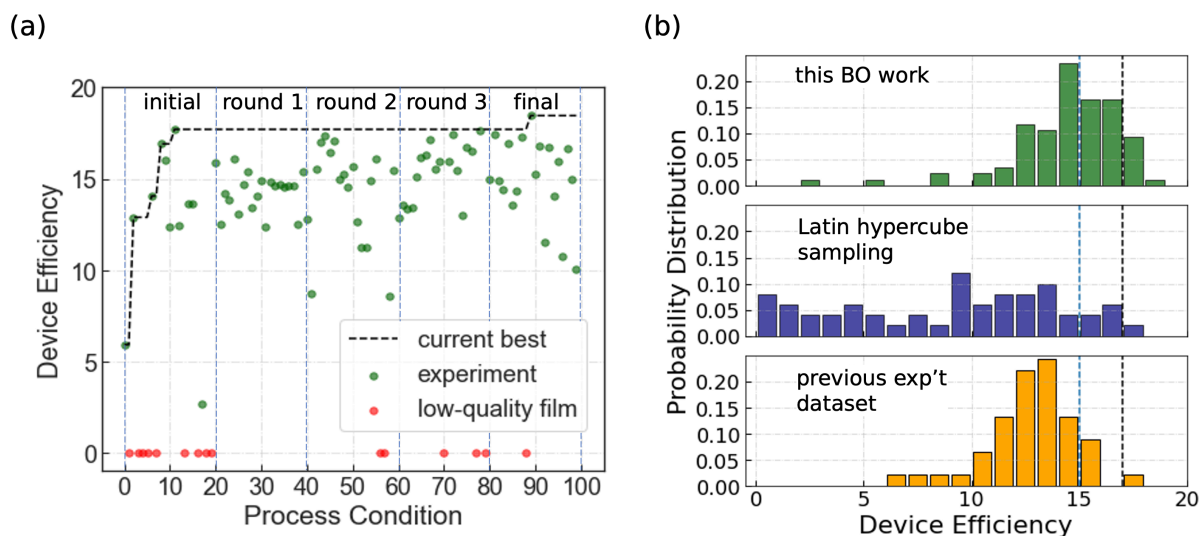 (a)
20
15
10
5
0
Device Efficiency
initial
round 1
round 2
round 3
final
current best
experiment
low-quality film
0
10
20
30
40
50
60
70
80
90
100
Process Condition
(b)
Probability Distribution
0.20
0.15
0.10
0.05
0.00
this BO work
0.20
0.15
0.10
0.05
0.00
Latin hypercube
sampling
0.20
0.15
0.10
0.05
0.00
previous exp't
dataset
0
5
10
15
20
Device Efficiency